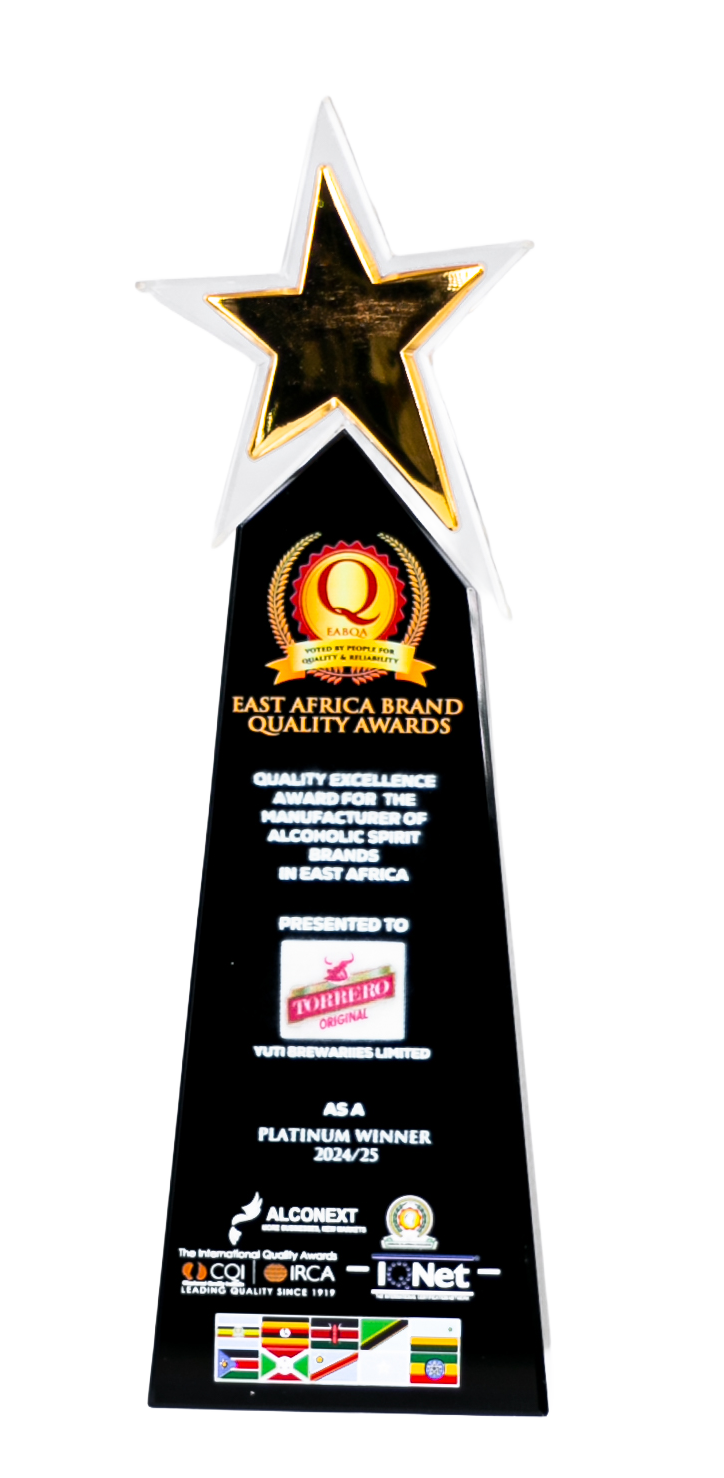 Q
EABQA
VOTED BY PEOPLE FOR
QUALITY & RELIABILITY
EAST AFRICA BRAND
QUALITY AWARDS
QUALITY EXCELLENCE
AWARD FOR THE
MANUFACTURER OF
ALCOHOLIC SPIRIT
BRANDS
IN EAST AFRICA
PRESENTED TO
TORRERO
ORIGINAL
YUTI BREWARIIES LIMITED
AS A
PLATINUM WINNER
2024/25
ALCONEXT
The International Quality Awards
CQI IRCA
LEADING QUALITY SINCE 1919
IQNet